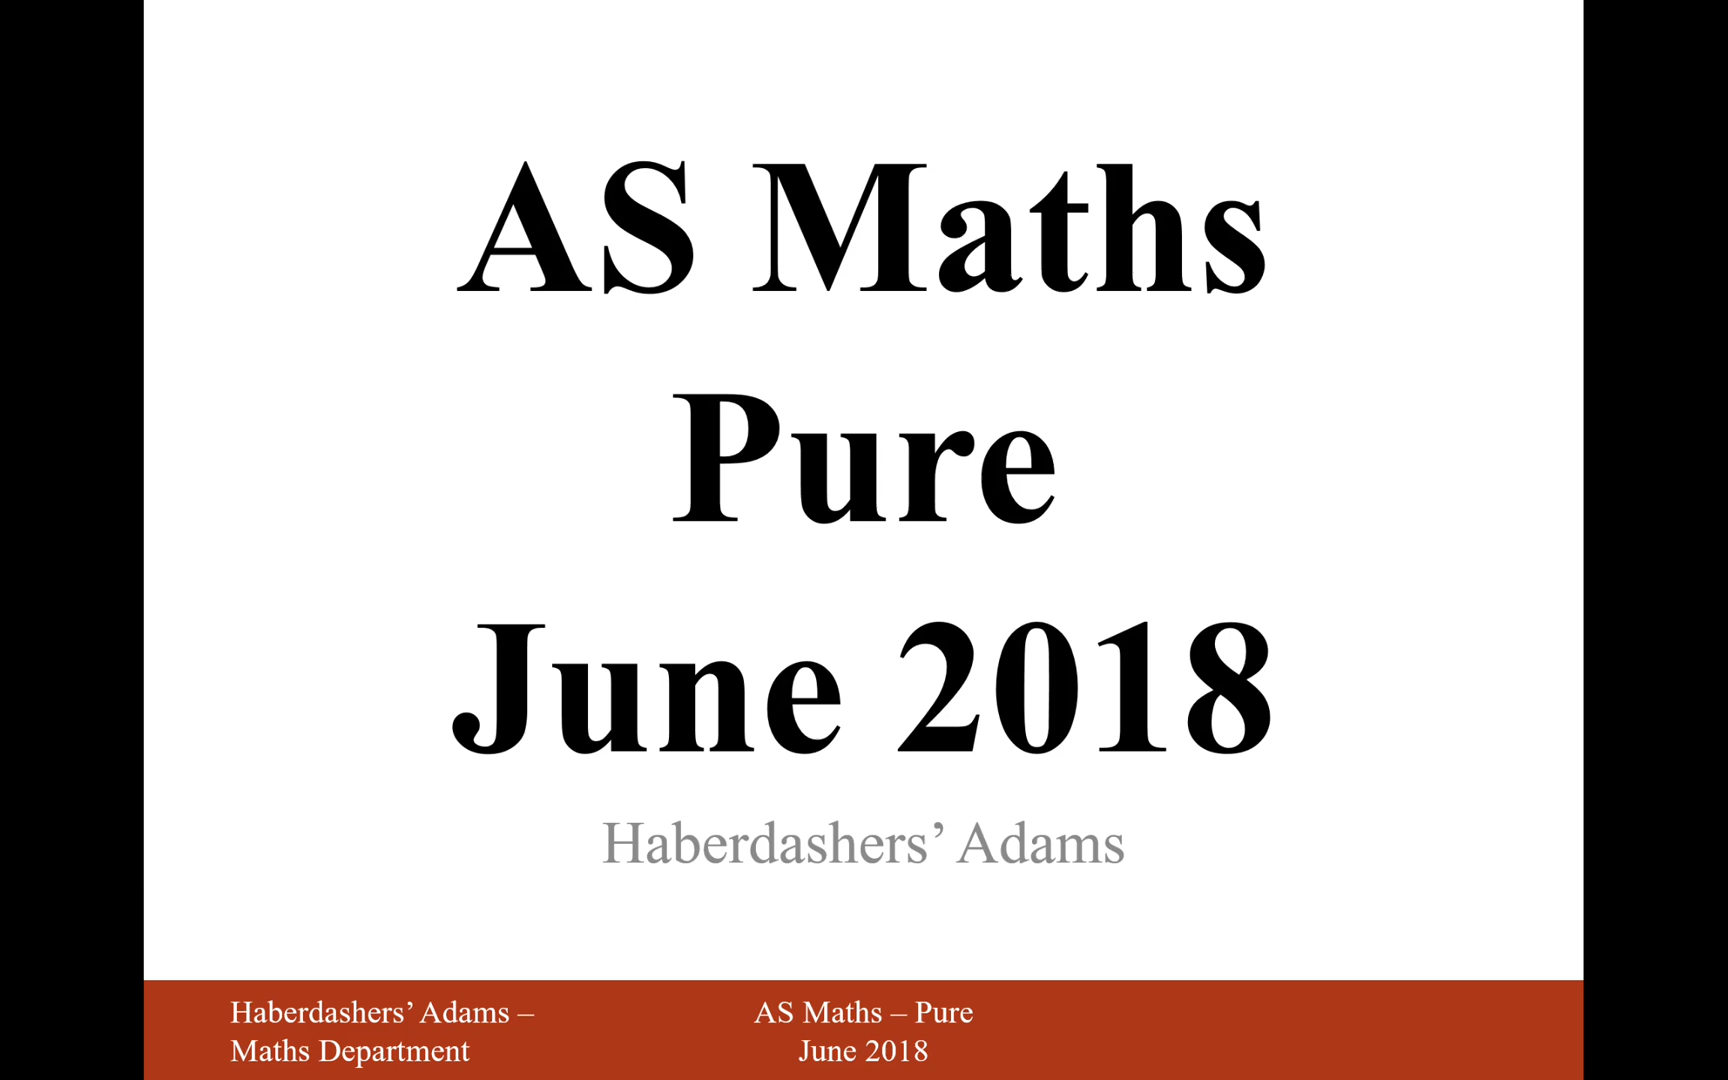 AS Maths
Pure
June 2018
Haberdashers’ Adams
Haberdashers’ Adams –
Maths Department
AS Maths – Pure
June 2018